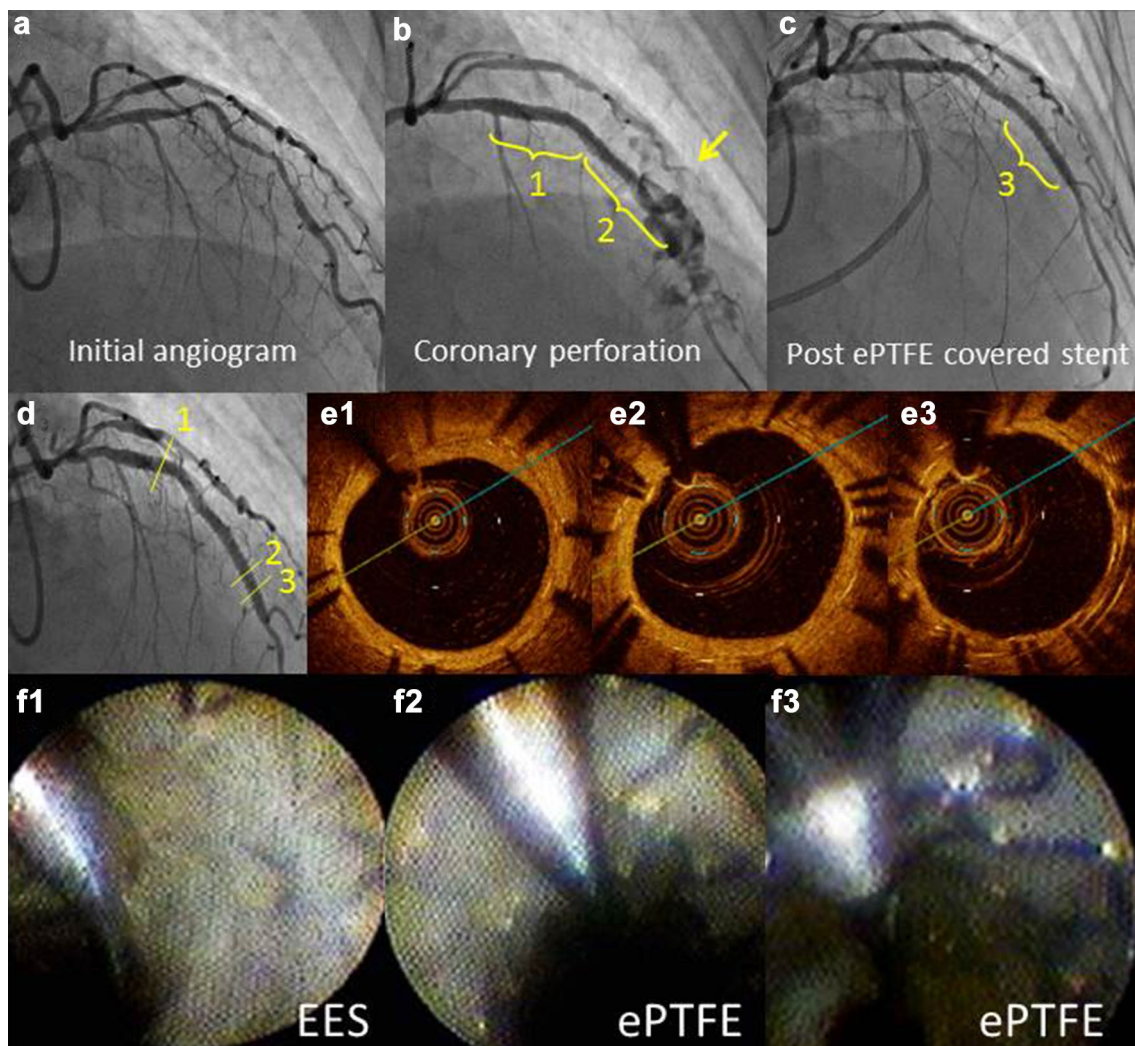 a
b
c
1
2
3
Initial angiogram
Coronary perforation
Post ePTFE covered stent
d
1
2
3
e1
e2
e3
f1
f2
f3
EES
ePTFE
ePTFE